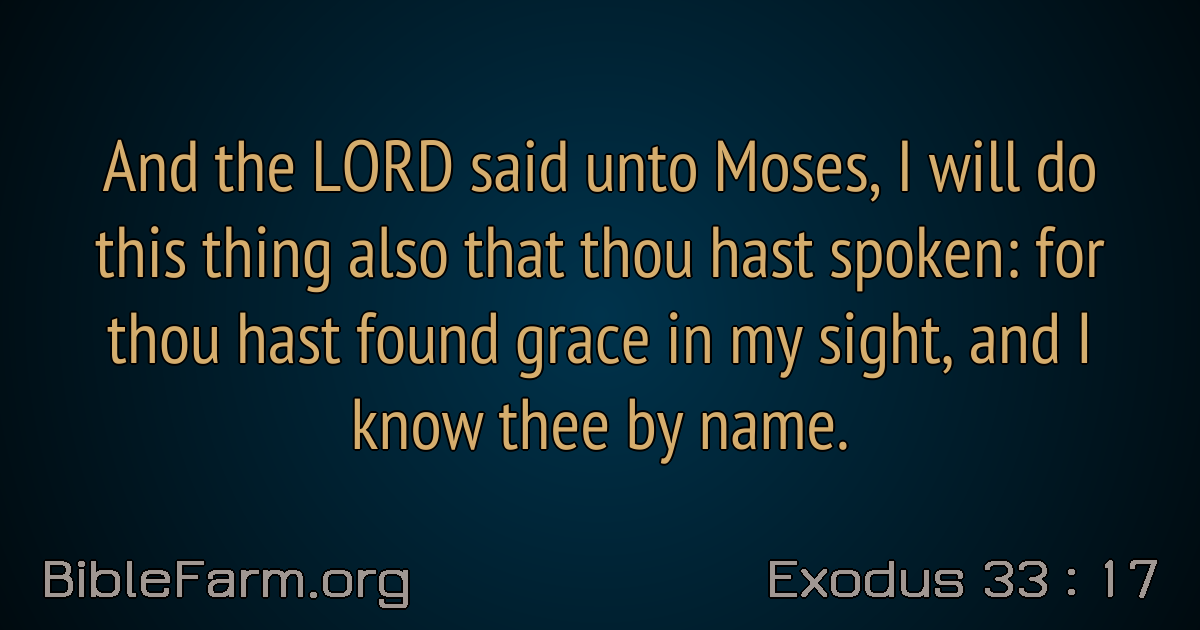 And the LORD said unto Moses, I will do
this thing also that thou hast spoken: for
thou hast found grace in my sight, and I
know thee by name.
BibleFarm.org
Exodus 33 : 17